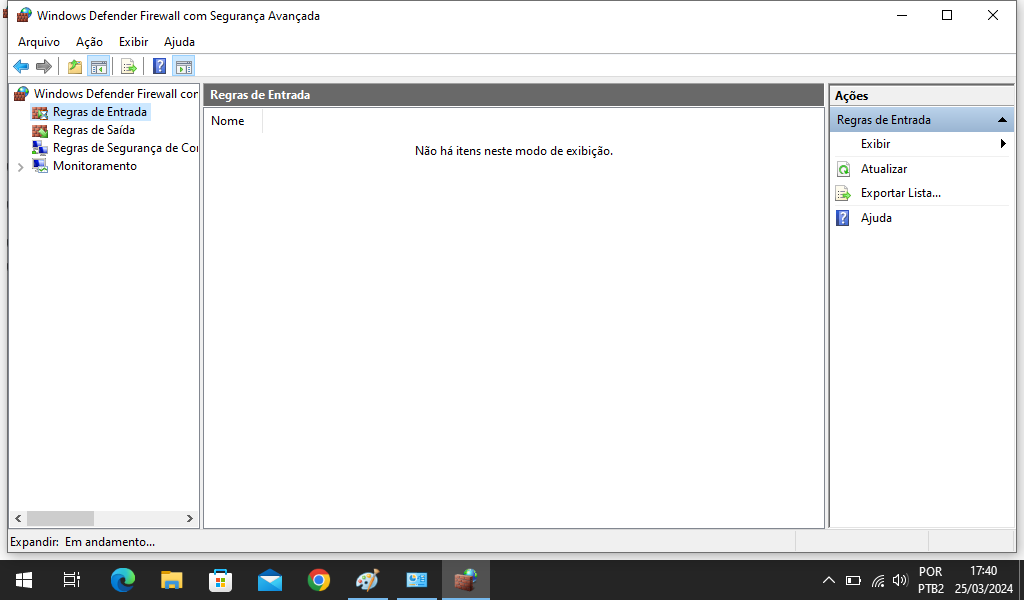 Windows Defender Firewall com Segurança Avançada
Arquivo Ação Exibir Ajuda
Windows Defender Firewall cor
Regras de Entrada
Regras de Saída
Regras de Segurança de Cor
Monitoramento
Regras de Entrada
Nome
Não há itens neste modo de exibição.
Ações
Regras de Entrada
Exibir
Atualizar
Exportar Lista...
Ajuda
Expandir: Em andamento...
POR
PTB2
17:40
25/03/2024